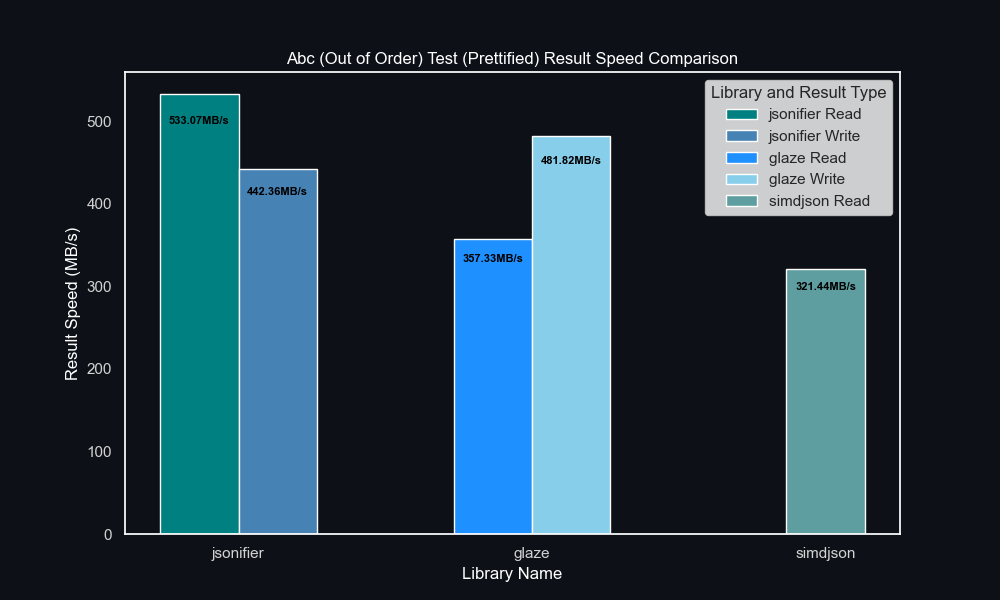 Abc (Out of Order) Test (Prettified) Result Speed Comparison
Library and Result Type
jsonifier Read
jsonifier Write
glaze Read
glaze Write
simdjson Read
533.07MB/s
442.36MB/s
357.33MB/s
481.82MB/s
321.44MB/s
Result Speed (MB/s)
500
400
300
200
100
0
jsonifier
glaze
simdjson
Library Name